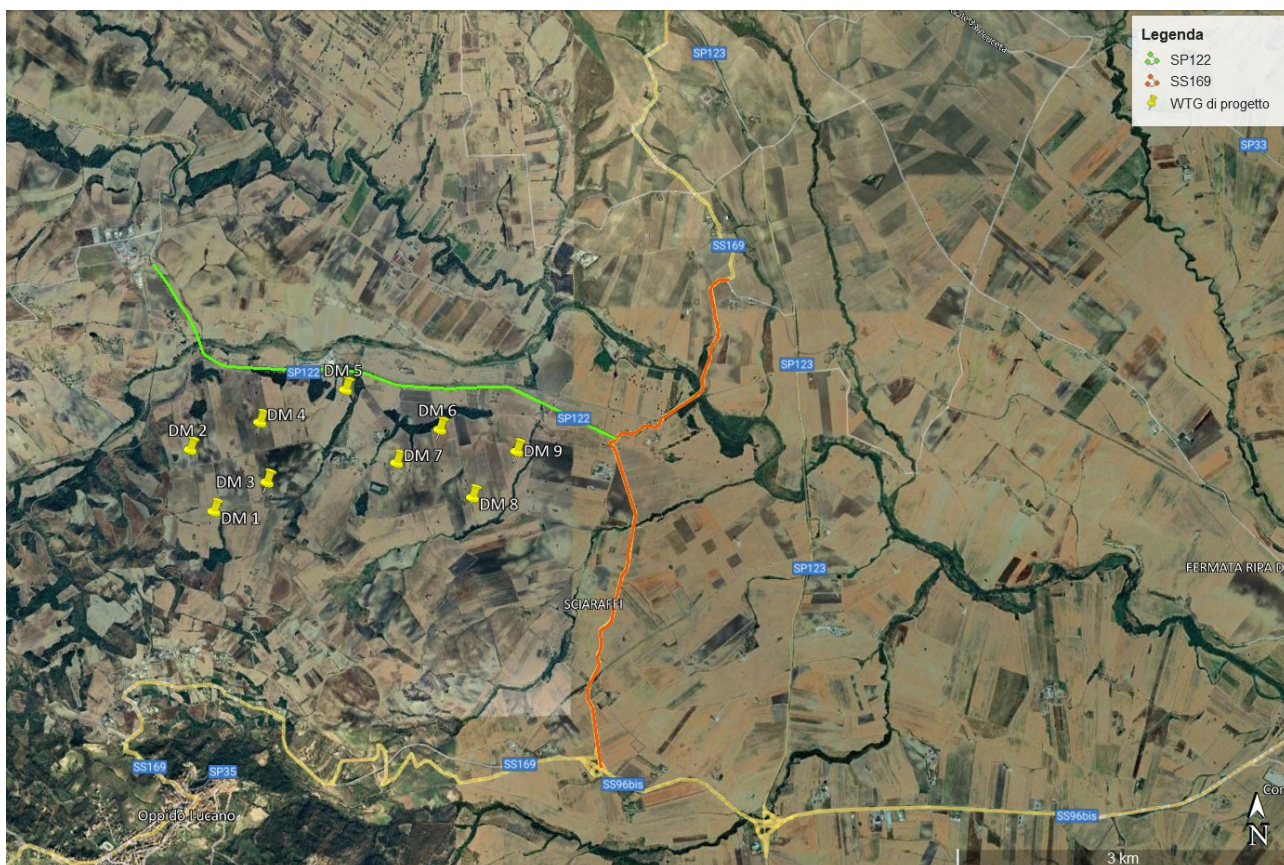 Legenda
SP122
SS169
WTG di progetto
SP123
SP33
SS169
SP122
DM 5
SP123
DM 4
DM 6
SP122
DM 2
DM 9
DM 7
DM 3
DM 8
DM 1
SP123
FERMATA RIPA D
SCIARAFFI
SS169
SP35
SS169
SS96bis
Oppido Lucano
SS96bis
Cor
N
3 km